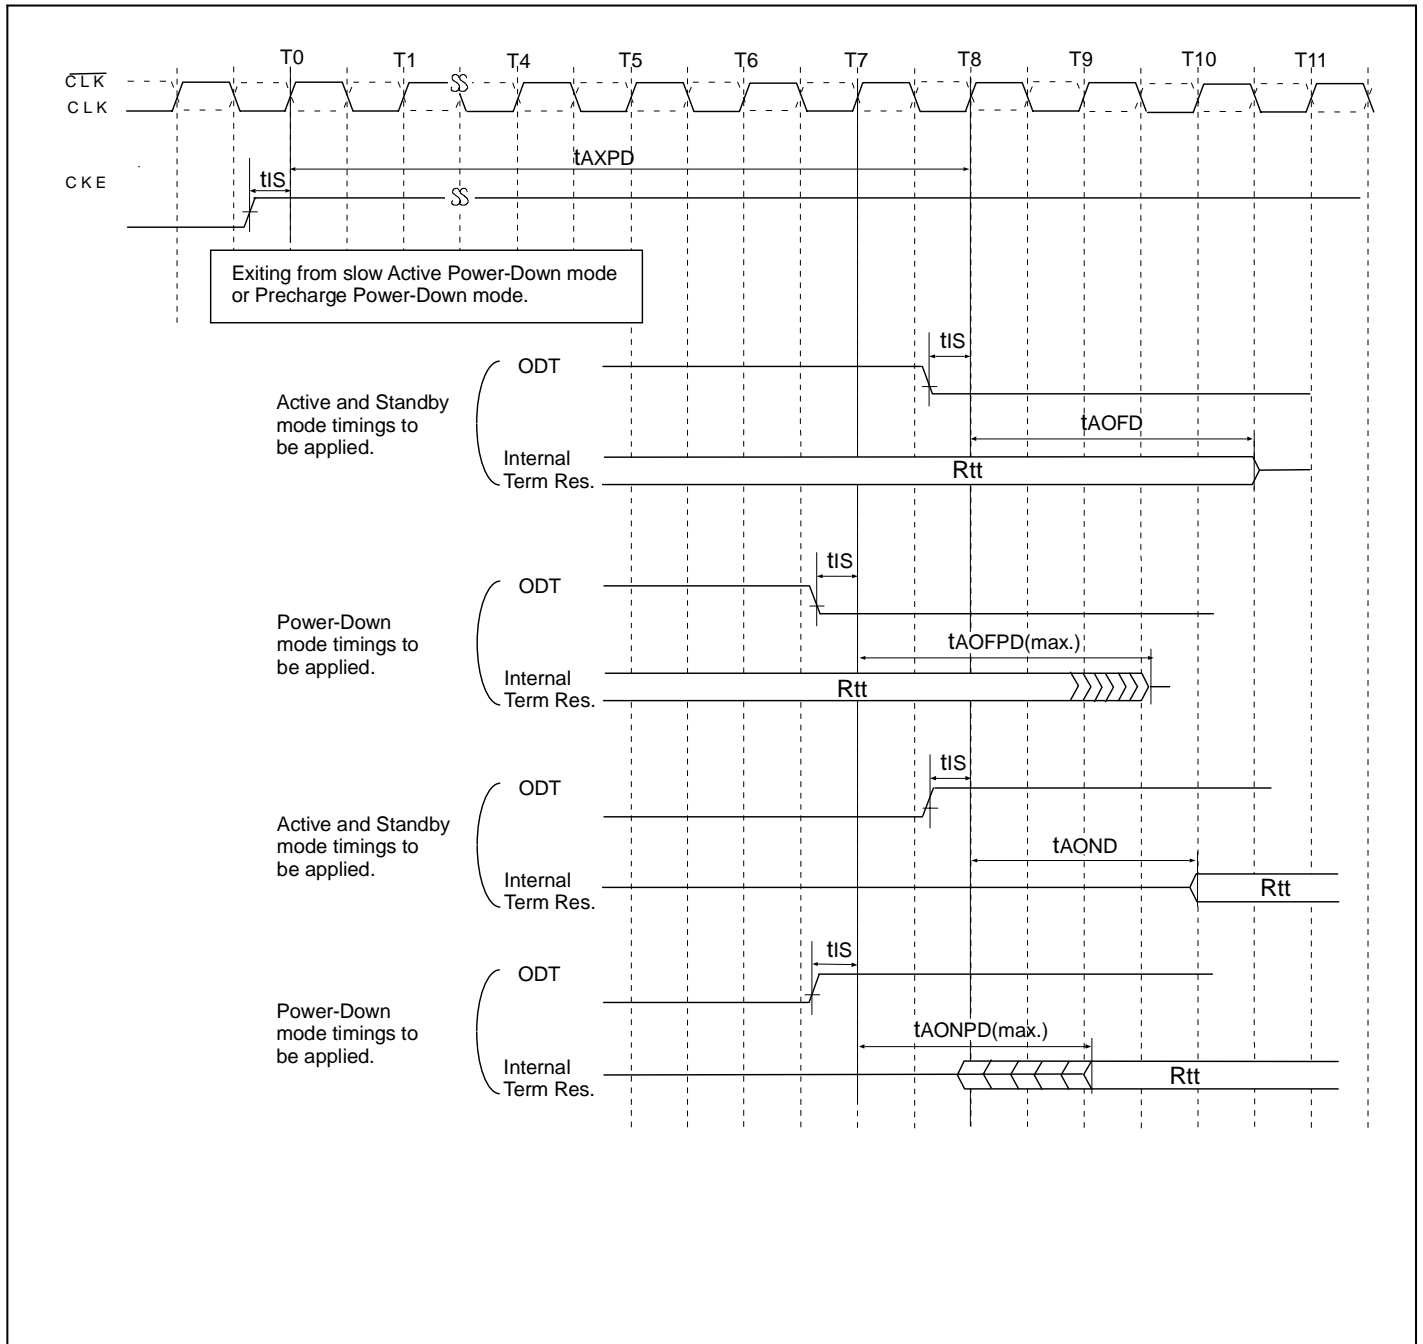 T0 T1 T4 T5 T6 T7 T8 T9 T10 T11
CLK
CLK
tAXPD
CKE
tIS
Exiting from slow Active Power-Down mode
or Precharge Power-Down mode.
tIS
ODT
Active and Standby
mode timings to
be applied.
tAOFD
Internal
Term Res.
Rtt
tIS
ODT
Power-Down
mode timings to
be applied.
tAOFPD(max.)
Internal
Term Res.
Rtt
tIS
ODT
Active and Standby
mode timings to
be applied.
tAOND
Internal
Term Res.
Rtt
tIS
ODT
Power-Down
mode timings to
be applied.
tAONPD(max.)
Internal
Term Res.
Rtt